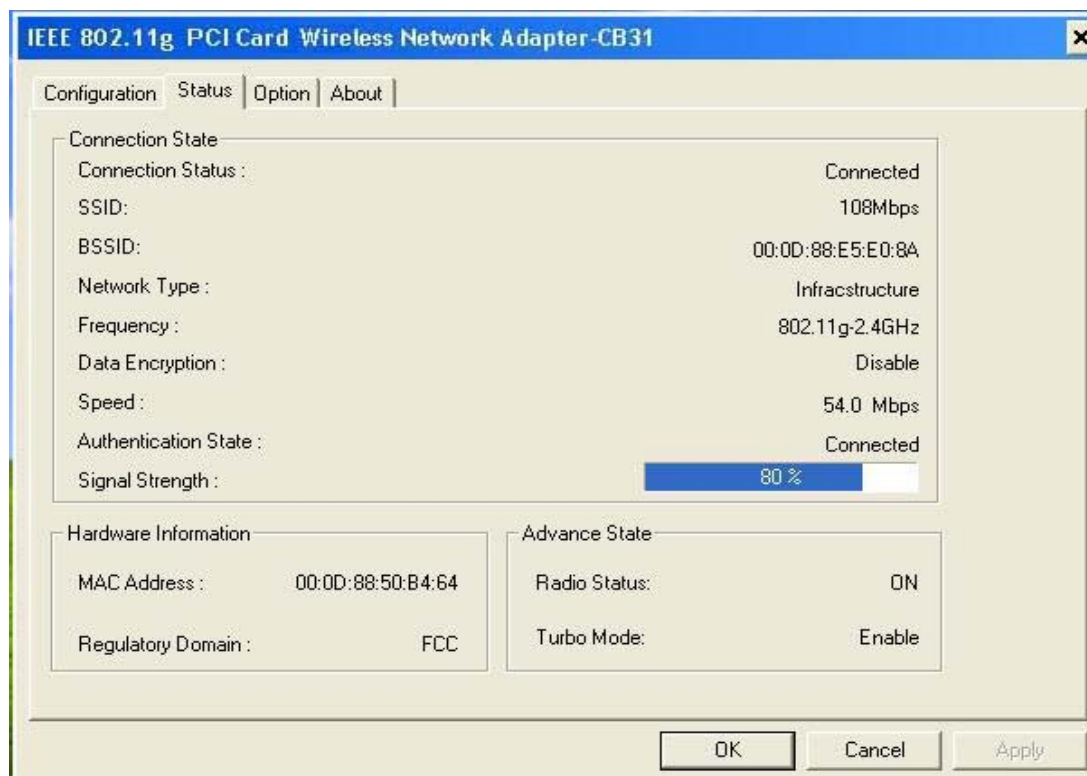 IEEE 802.11g PCI Card Wireless Network Adapter-CB31
Configuration Status Option About
Connection State
Connection Status : Connected
SSID: 108Mbps
BSSID: 00:0D:88:E5:E0:8A
Network Type : Infracstructure
Frequency : 802.11g-2.4GHz
Data Encryption : Disable
Speed : 54.0 Mbps
Authentication State : Connected
Signal Strength : 80 %
Hardware Information
MAC Address : 00:0D:88:50:B4:64
Regulatory Domain : FCC
Advance State
Radio Status: ON
Turbo Mode: Enable
OK Cancel Apply